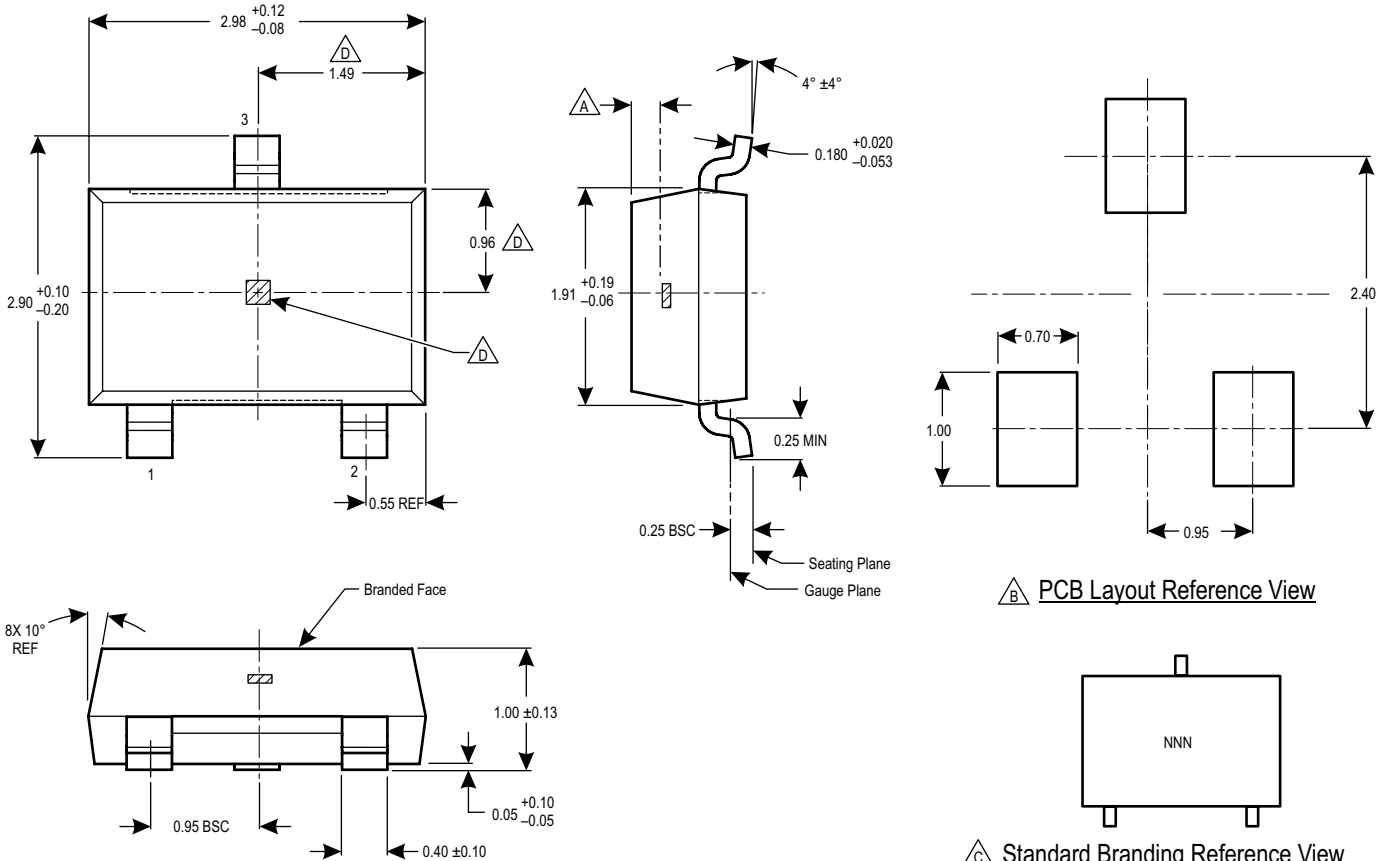 2.98 +0.12 –0.08
D
1.49
3
0.96 D
2.90 +0.10 –0.20
D
1
2
0.55 REF
4° ±4°
A
0.180 +0.020 –0.053
1.91 +0.19 –0.06
0.25 MIN
0.25 BSC
Seating Plane
Gauge Plane
2.40
0.70
1.00
0.95
B PCB Layout Reference View
Branded Face
8X 10°
REF
1.00 ±0.13
0.05 +0.10 –0.05
0.95 BSC
0.40 ±0.10
NNN
C Standard Branding Reference View